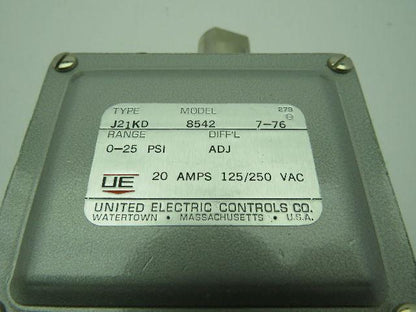 TYPE MODEL 279
J21KD 8542 7-76
RANGE DIFF'L
0-25 PSI ADJ
UE 20 AMPS 125/250 VAC
UNITED ELECTRIC CONTROLS CO.
WATERTOWN • MASSACHUSETTS • U.S.A.